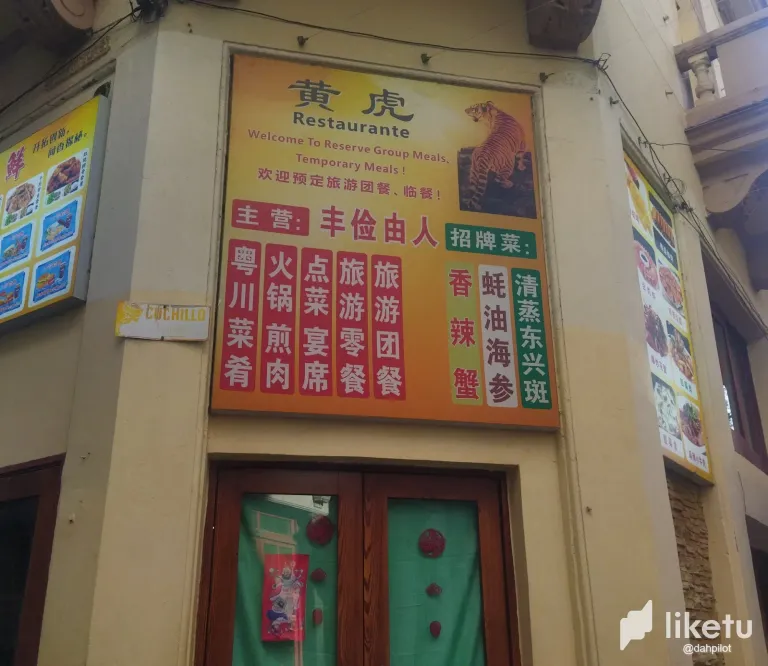 黄虎
Restaurante
Welcome To Reserve Group Meals,
Temporary Meals !
欢迎预定旅游团餐、临餐!
主营:
丰俭由人
招牌菜:
粤川菜肴
火锅煎肉
点菜宴席
旅游零餐
旅游团餐
香辣蟹
蚝油海参
清蒸东兴斑
鲜
CUCHILLO
liketu
@dahpilot